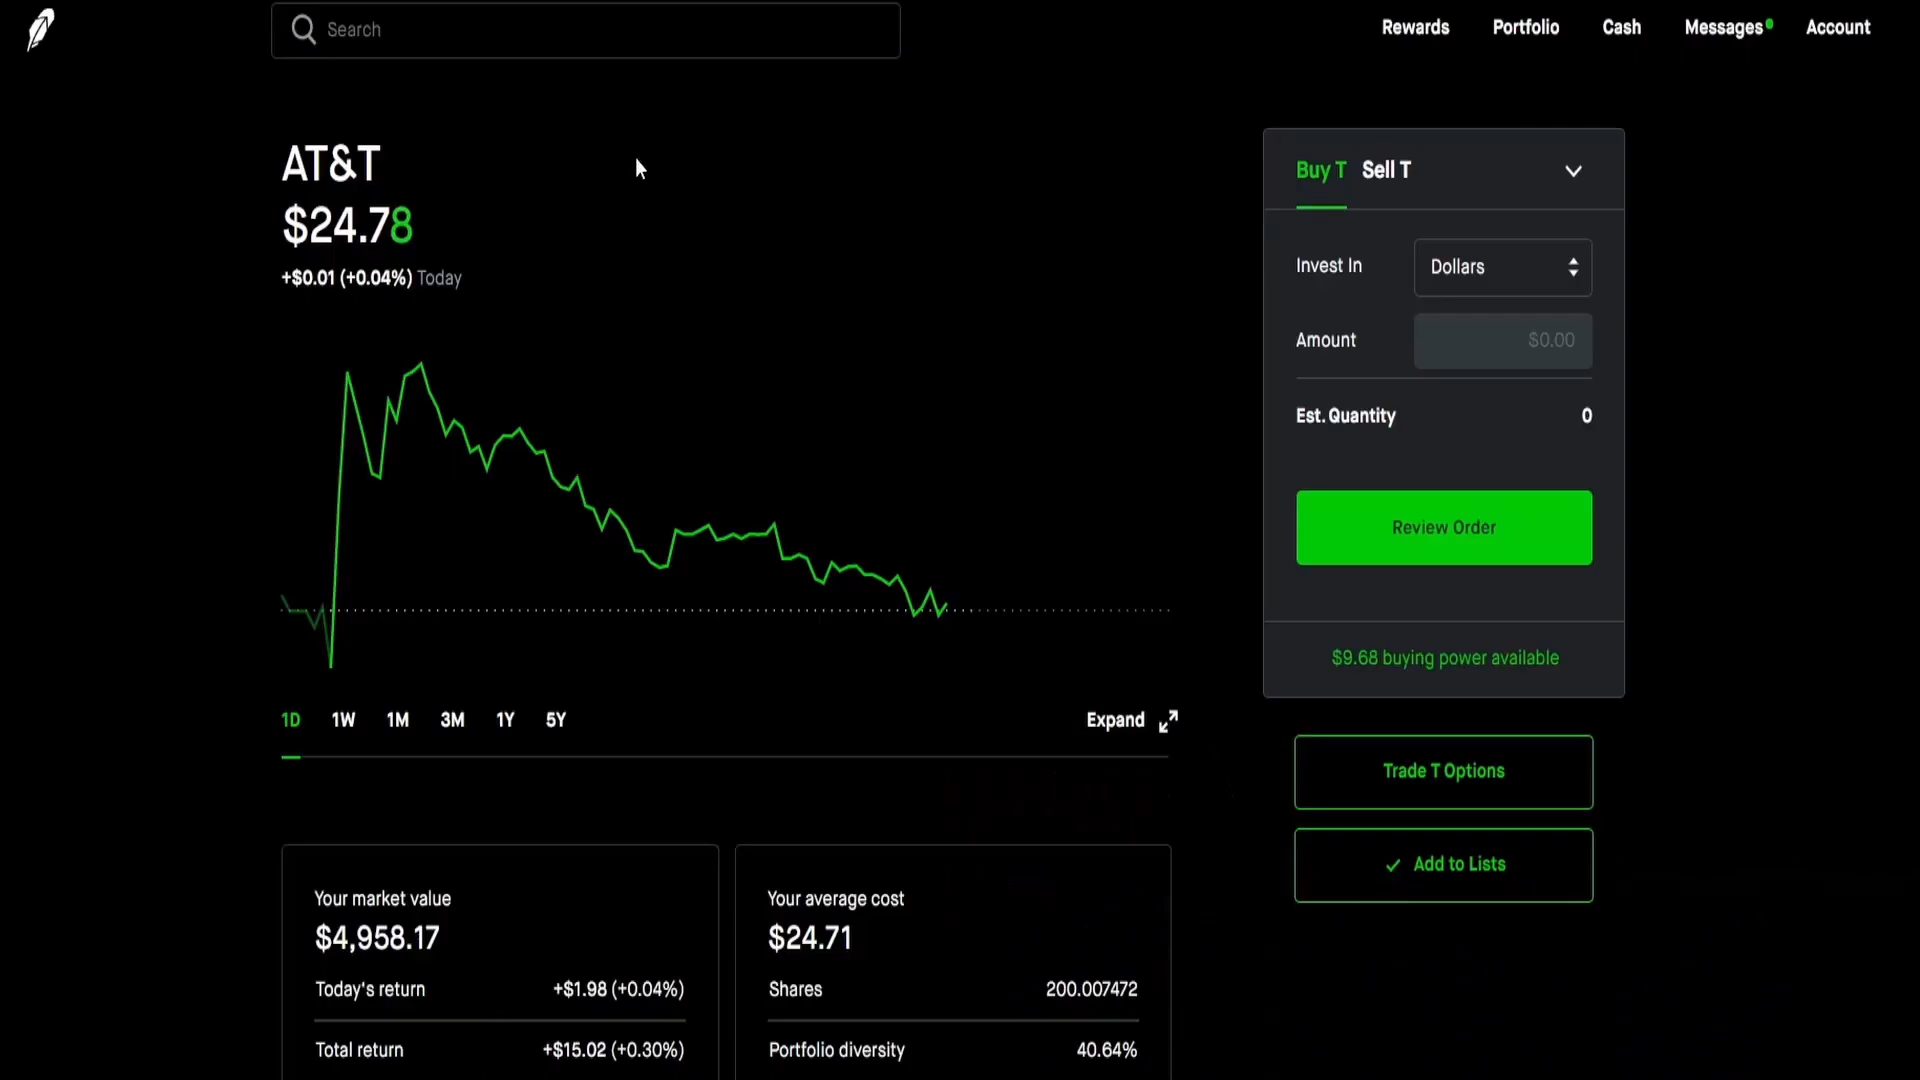 Search
Rewards
Portfolio
Cash
Messages
Account
AT&T
$24.78
+$0.01 (+0.04%) Today
1D
1W
1M
3M
1Y
5Y
Expand
Your market value
$4,958.17
Today's return
+$1.98 (+0.04%)
Total return
+$15.02 (+0.30%)
Your average cost
$24.71
Shares
200.007472
Portfolio diversity
40.64%
Buy T
Sell T
Invest In
Dollars
Amount
$0.00
Est. Quantity
0
Review Order
$9.68 buying power available
Trade T Options
Add to Lists